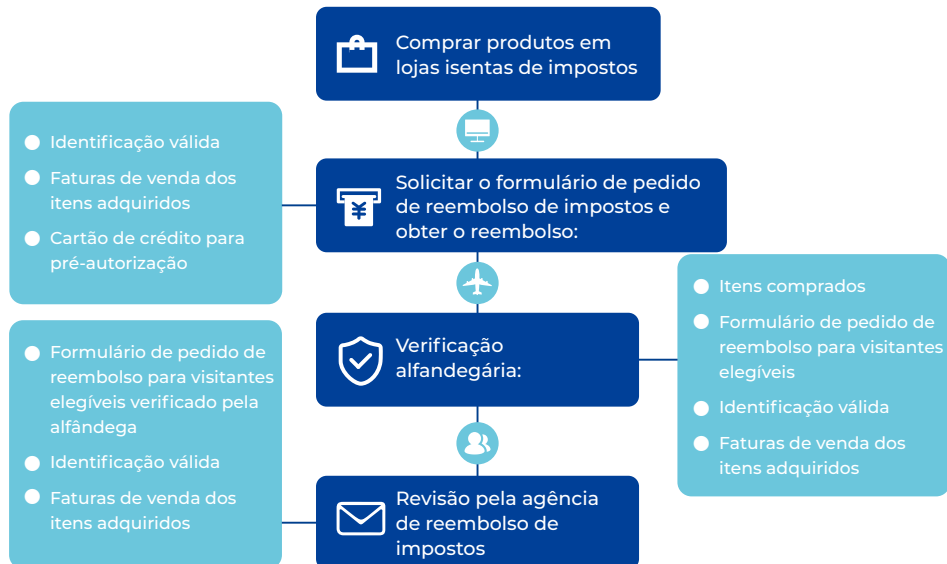 Comprar produtos em
lojas isentas de impostos
Identificação válida
Faturas de venda dos
itens adquiridos
Cartão de crédito para
pré-autorização
Solicitar o formulário de pedido
de reembolso de impostos e
obter o reembolso:
¥
Verificação
alfandegária:
Itens comprados
Formulário de pedido de
reembolso para visitantes
elegíveis
Identificação válida
Faturas de venda dos
itens adquiridos
Formulário de pedido de
reembolso para visitantes
elegíveis verificado pela
alfândega
Identificação válida
Faturas de venda dos
itens adquiridos
Revisão pela agência
de reembolso de
impostos